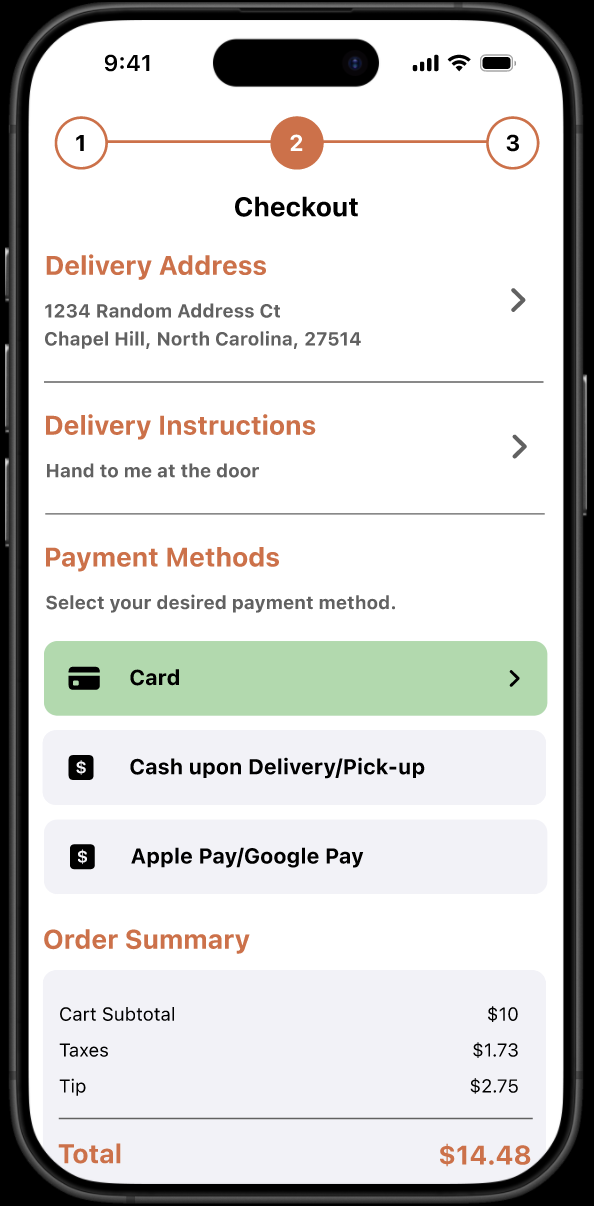 9:41
1 2 3
Checkout
Delivery Address
1234 Random Address Ct
Chapel Hill, North Carolina, 27514
Delivery Instructions
Hand to me at the door
Payment Methods
Select your desired payment method.
Card
$ Cash upon Delivery/Pick-up
$ Apple Pay/Google Pay
Order Summary
Cart Subtotal $10
Taxes $1.73
Tip $2.75
Total $14.48